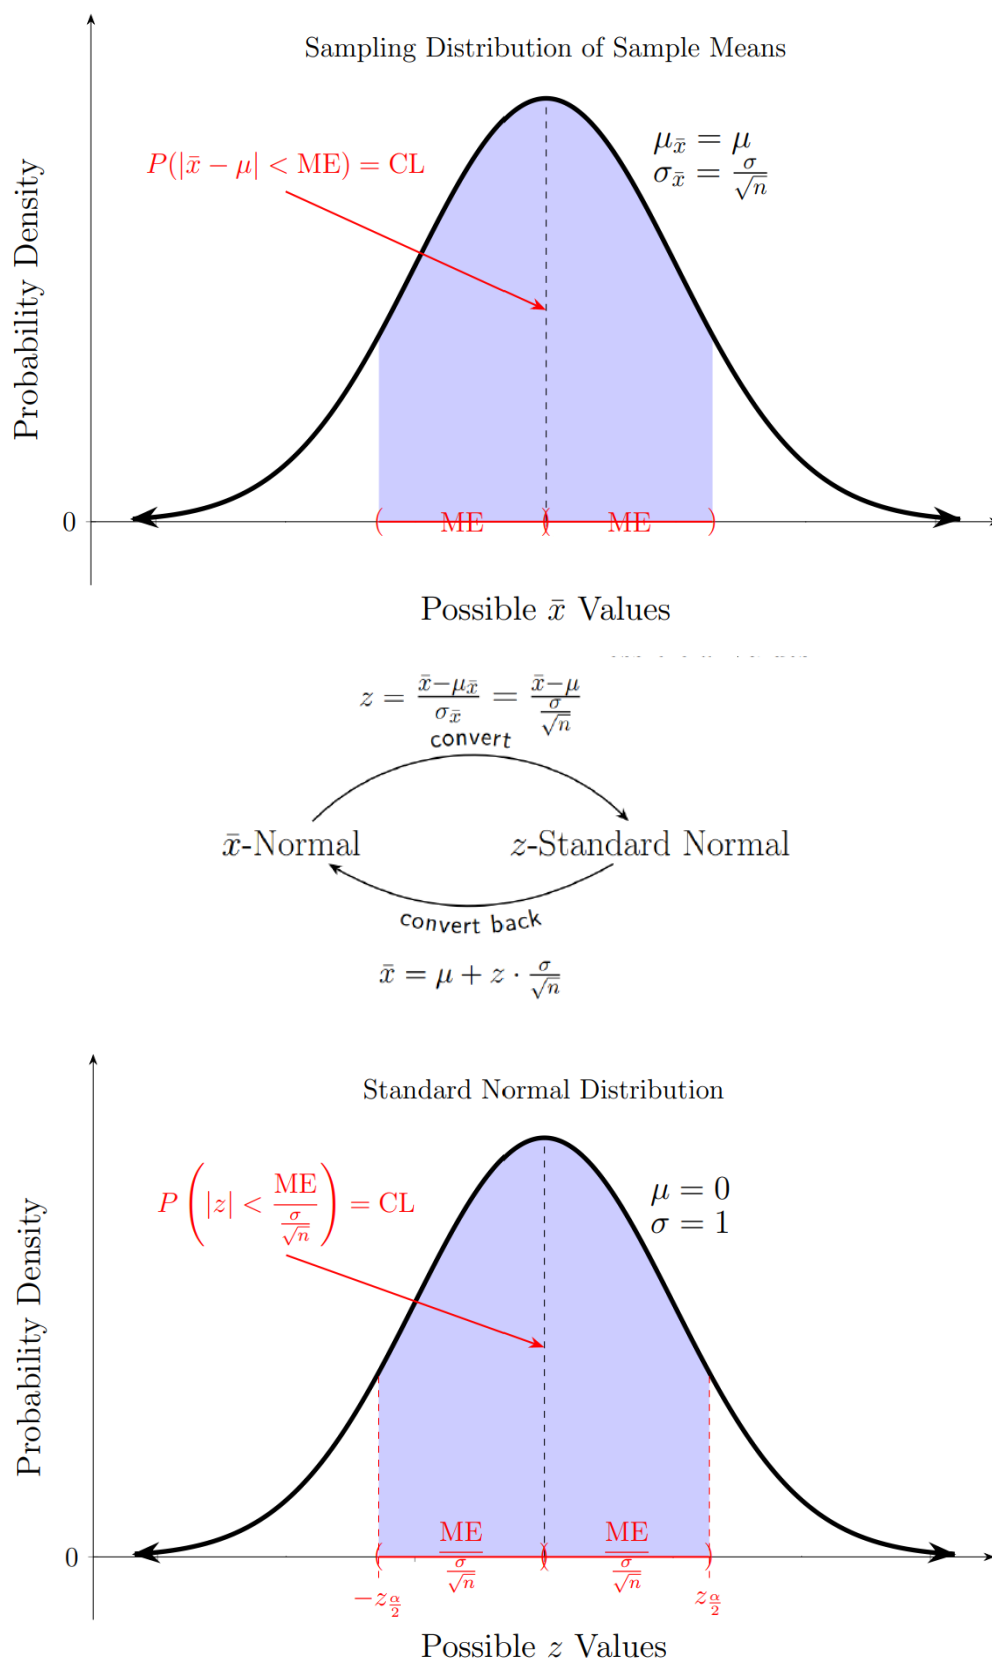 Sampling Distribution of Sample Means
μ_x̄ = μ
σ_x̄ = σ/√n
P(|x̄ − μ| < ME) = CL
Probability Density
0
( ME )( ME )
Possible x̄ Values
z = (x̄−μ_x̄)/σ_x̄ = (x̄−μ)/(σ/√n)
convert
x̄-Normal z-Standard Normal
convert back
x̄ = μ + z · σ/√n
Standard Normal Distribution
μ = 0
σ = 1
P(|z| < ME/(σ/√n)) = CL
Probability Density
0
( ME/(σ/√n) )( ME/(σ/√n) )
−z_(α/2) z_(α/2)
Possible z Values